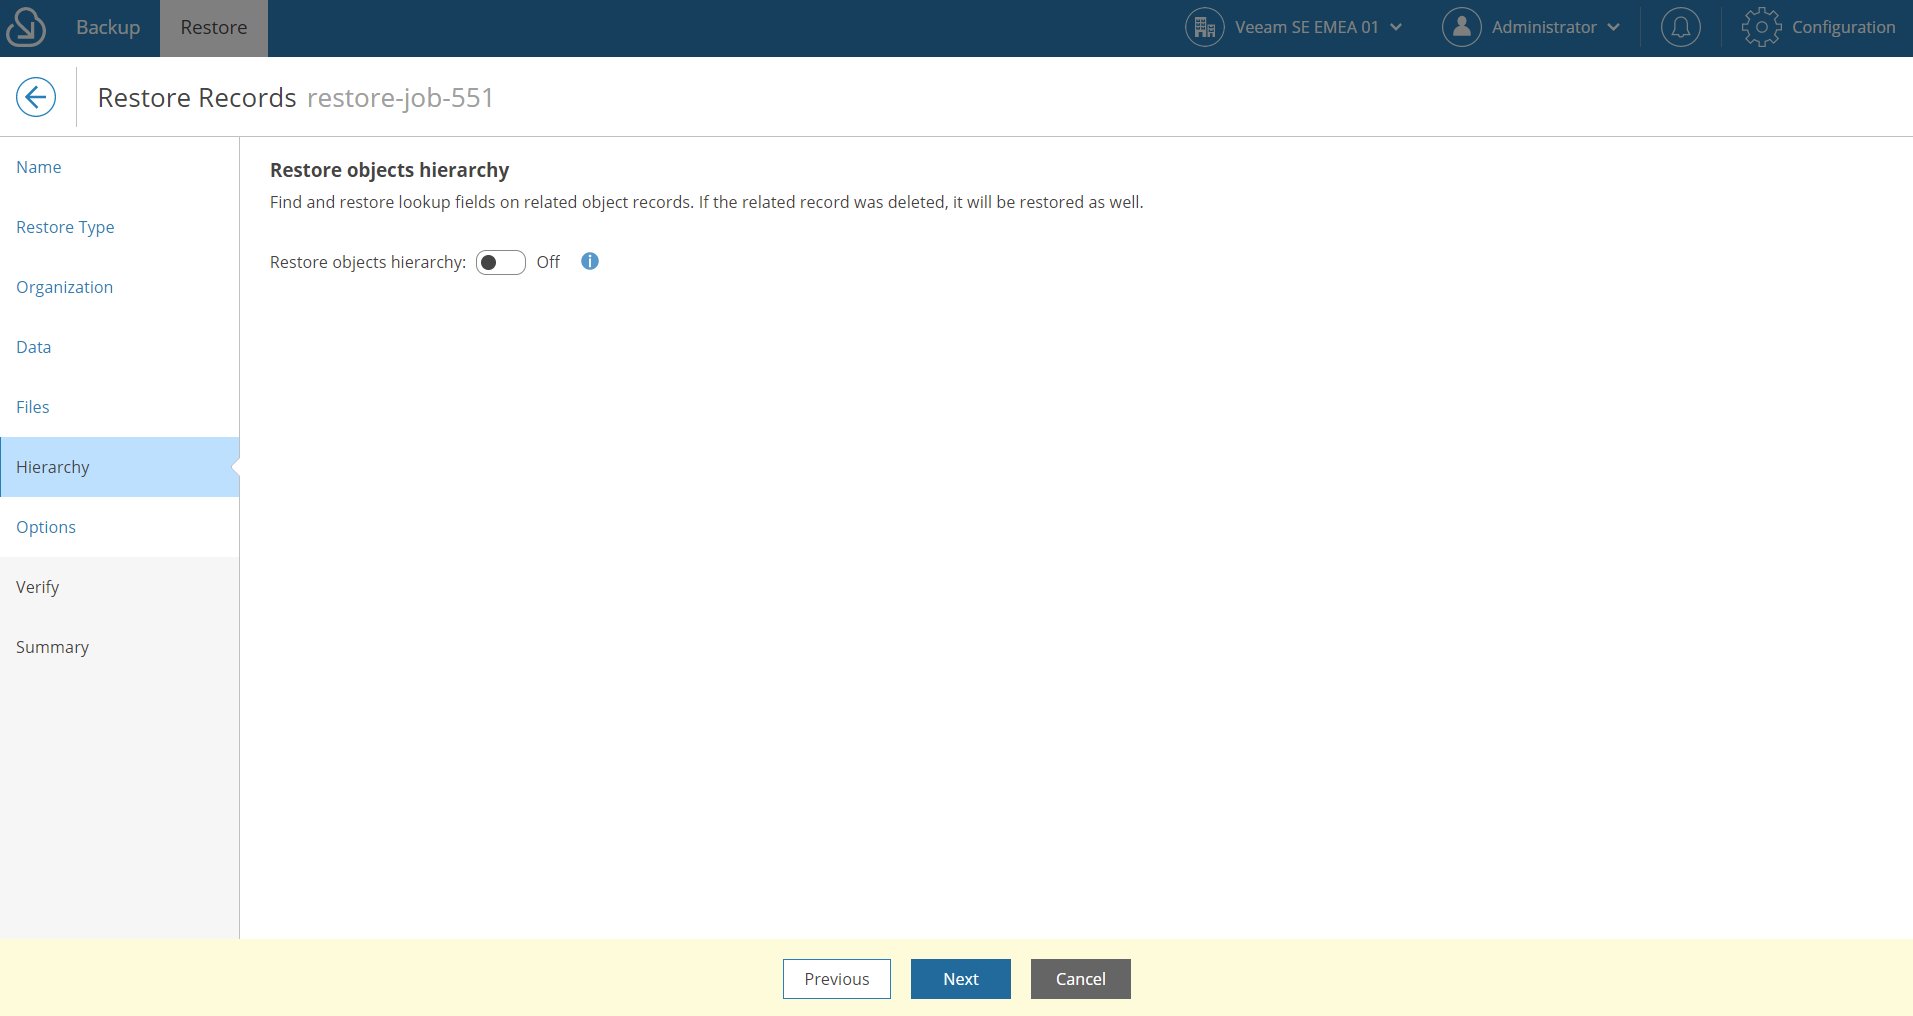 Backup
Restore
Veeam SE EMEA 01
Administrator
Configuration
Restore Records restore-job-551
Name
Restore Type
Organization
Data
Files
Hierarchy
Options
Verify
Summary
Restore objects hierarchy
Find and restore lookup fields on related object records. If the related record was deleted, it will be restored as well.
Restore objects hierarchy: Off
Previous
Next
Cancel